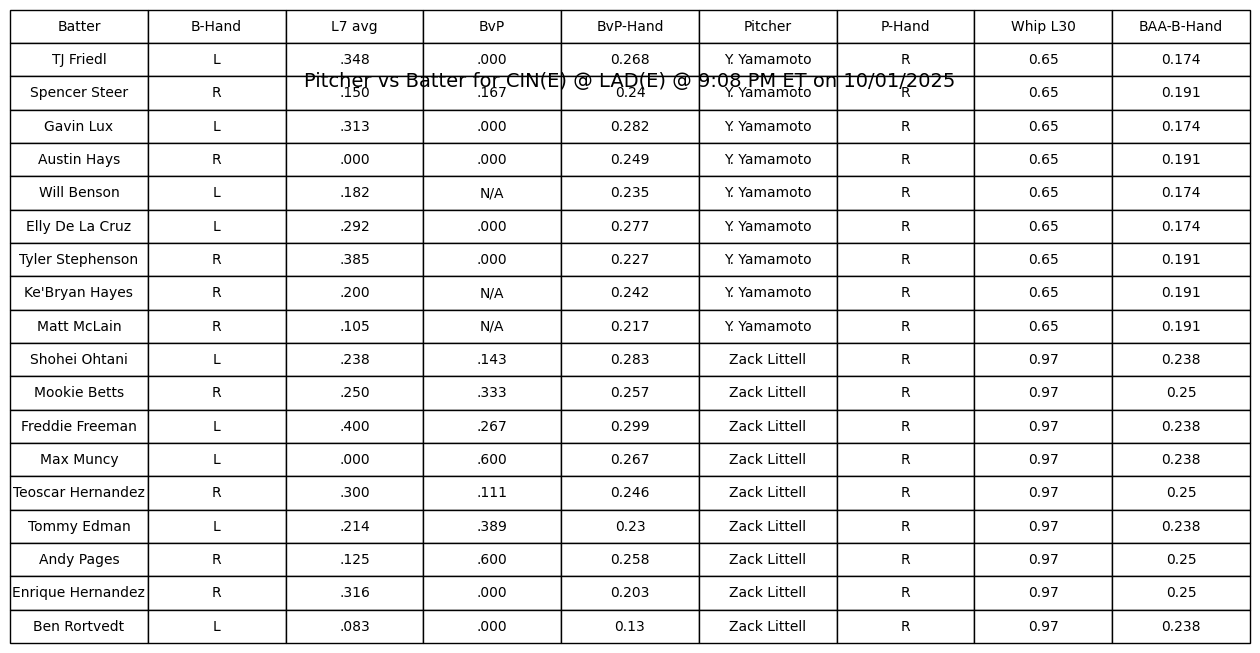 Batter B-Hand L7 avg BvP BvP-Hand Pitcher P-Hand Whip L30 BAA-B-Hand
TJ Friedl L .348 .000 0.268 Y. Yamamoto R 0.65 0.174
Pitcher vs Batter for CIN(E) @ LAD(E) @ 9:08 PM ET on 10/01/2025
Spencer Steer R .150 .167 0.24 Y. Yamamoto R 0.65 0.191
Gavin Lux L .313 .000 0.282 Y. Yamamoto R 0.65 0.174
Austin Hays R .000 .000 0.249 Y. Yamamoto R 0.65 0.191
Will Benson L .182 N/A 0.235 Y. Yamamoto R 0.65 0.174
Elly De La Cruz L .292 .000 0.277 Y. Yamamoto R 0.65 0.174
Tyler Stephenson R .385 .000 0.227 Y. Yamamoto R 0.65 0.191
Ke'Bryan Hayes R .200 N/A 0.242 Y. Yamamoto R 0.65 0.191
Matt McLain R .105 N/A 0.217 Y. Yamamoto R 0.65 0.191
Shohei Ohtani L .238 .143 0.283 Zack Littell R 0.97 0.238
Mookie Betts R .250 .333 0.257 Zack Littell R 0.97 0.25
Freddie Freeman L .400 .267 0.299 Zack Littell R 0.97 0.238
Max Muncy L .000 .600 0.267 Zack Littell R 0.97 0.238
Teoscar Hernandez R .300 .111 0.246 Zack Littell R 0.97 0.25
Tommy Edman L .214 .389 0.23 Zack Littell R 0.97 0.238
Andy Pages R .125 .600 0.258 Zack Littell R 0.97 0.25
Enrique Hernandez R .316 .000 0.203 Zack Littell R 0.97 0.25
Ben Rortvedt L .083 .000 0.13 Zack Littell R 0.97 0.238